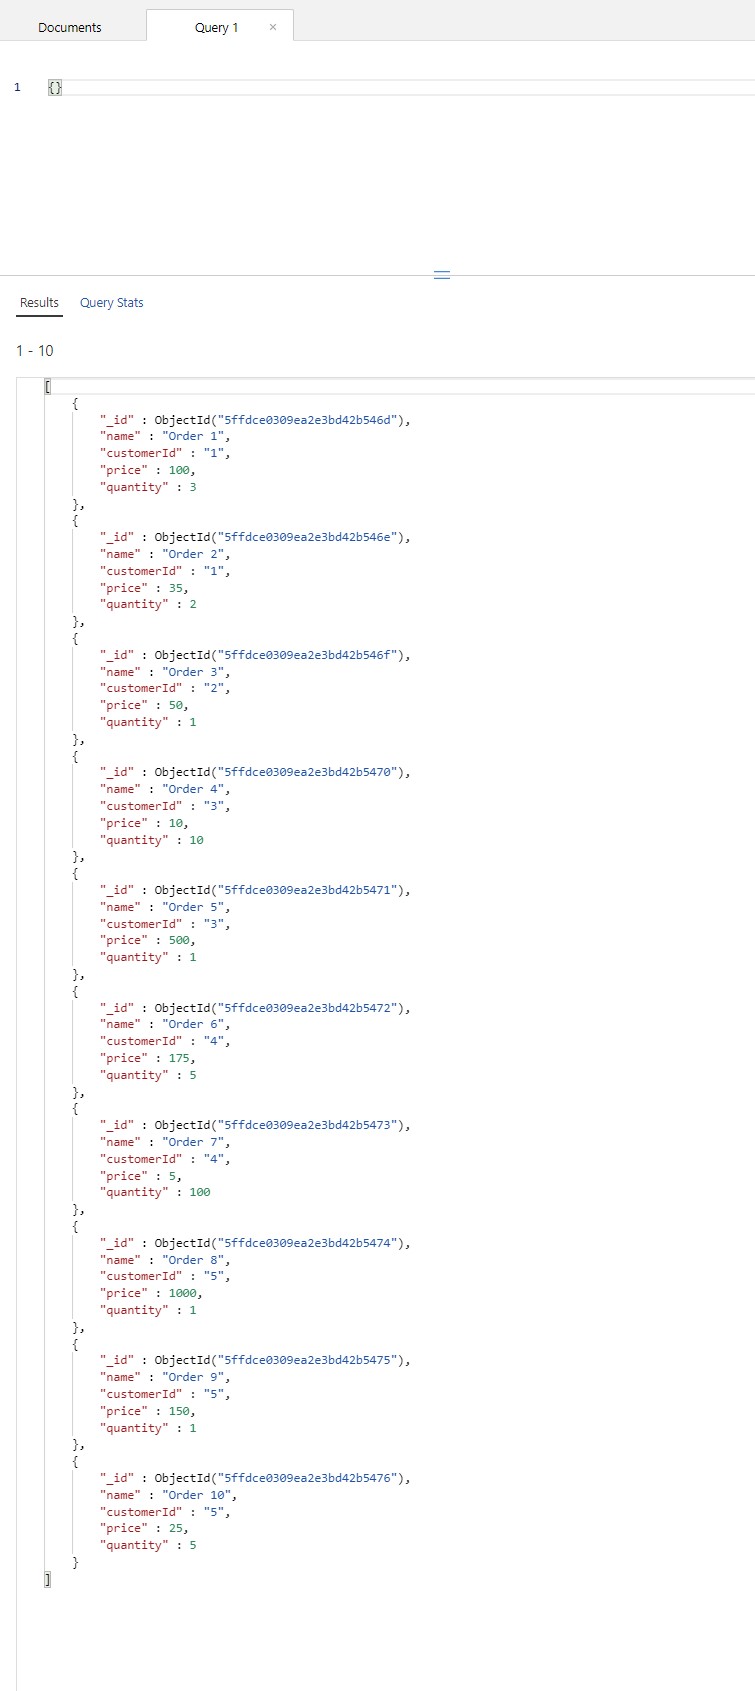 Documents
Query 1 ×
1 {}
Results Query Stats
1 - 10
[
{
"_id" : ObjectId("5ffdce0309ea2e3bd42b546d"),
"name" : "Order 1",
"customerId" : "1",
"price" : 100,
"quantity" : 3
},
{
"_id" : ObjectId("5ffdce0309ea2e3bd42b546e"),
"name" : "Order 2",
"customerId" : "1",
"price" : 35,
"quantity" : 2
},
{
"_id" : ObjectId("5ffdce0309ea2e3bd42b546f"),
"name" : "Order 3",
"customerId" : "2",
"price" : 50,
"quantity" : 1
},
{
"_id" : ObjectId("5ffdce0309ea2e3bd42b5470"),
"name" : "Order 4",
"customerId" : "3",
"price" : 10,
"quantity" : 10
},
{
"_id" : ObjectId("5ffdce0309ea2e3bd42b5471"),
"name" : "Order 5",
"customerId" : "3",
"price" : 500,
"quantity" : 1
},
{
"_id" : ObjectId("5ffdce0309ea2e3bd42b5472"),
"name" : "Order 6",
"customerId" : "4",
"price" : 175,
"quantity" : 5
},
{
"_id" : ObjectId("5ffdce0309ea2e3bd42b5473"),
"name" : "Order 7",
"customerId" : "4",
"price" : 5,
"quantity" : 100
},
{
"_id" : ObjectId("5ffdce0309ea2e3bd42b5474"),
"name" : "Order 8",
"customerId" : "5",
"price" : 1000,
"quantity" : 1
},
{
"_id" : ObjectId("5ffdce0309ea2e3bd42b5475"),
"name" : "Order 9",
"customerId" : "5",
"price" : 150,
"quantity" : 1
},
{
"_id" : ObjectId("5ffdce0309ea2e3bd42b5476"),
"name" : "Order 10",
"customerId" : "5",
"price" : 25,
"quantity" : 5
}
]